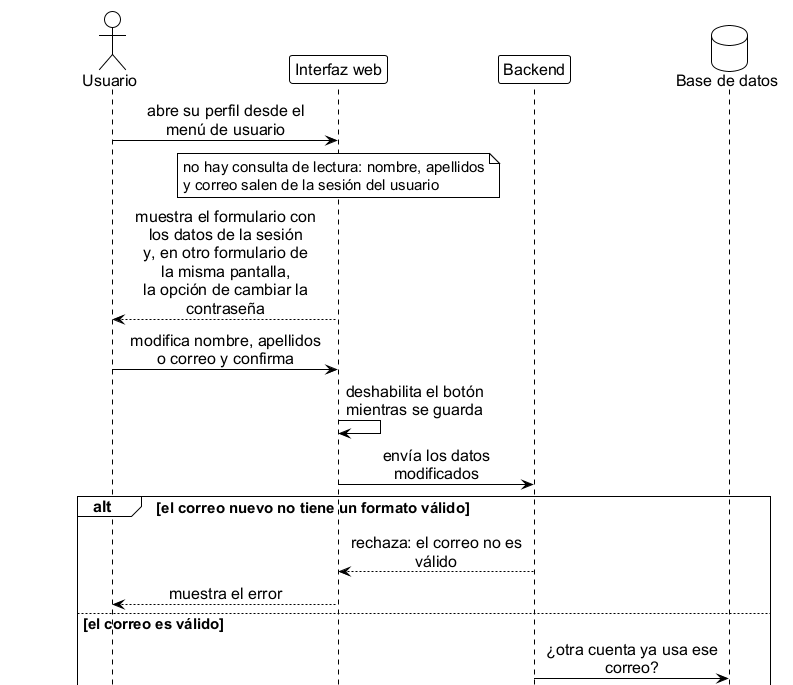 Usuario
Interfaz web
Backend
Base de datos
abre su perfil desde el
menú de usuario
no hay consulta de lectura: nombre, apellidos
y correo salen de la sesión del usuario
muestra el formulario con
los datos de la sesión
y, en otro formulario de
la misma pantalla,
la opción de cambiar la
contraseña
modifica nombre, apellidos
o correo y confirma
deshabilita el botón
mientras se guarda
envía los datos
modificados
alt
[el correo nuevo no tiene un formato válido]
rechaza: el correo no es
válido
muestra el error
[el correo es válido]
¿otra cuenta ya usa ese
correo?